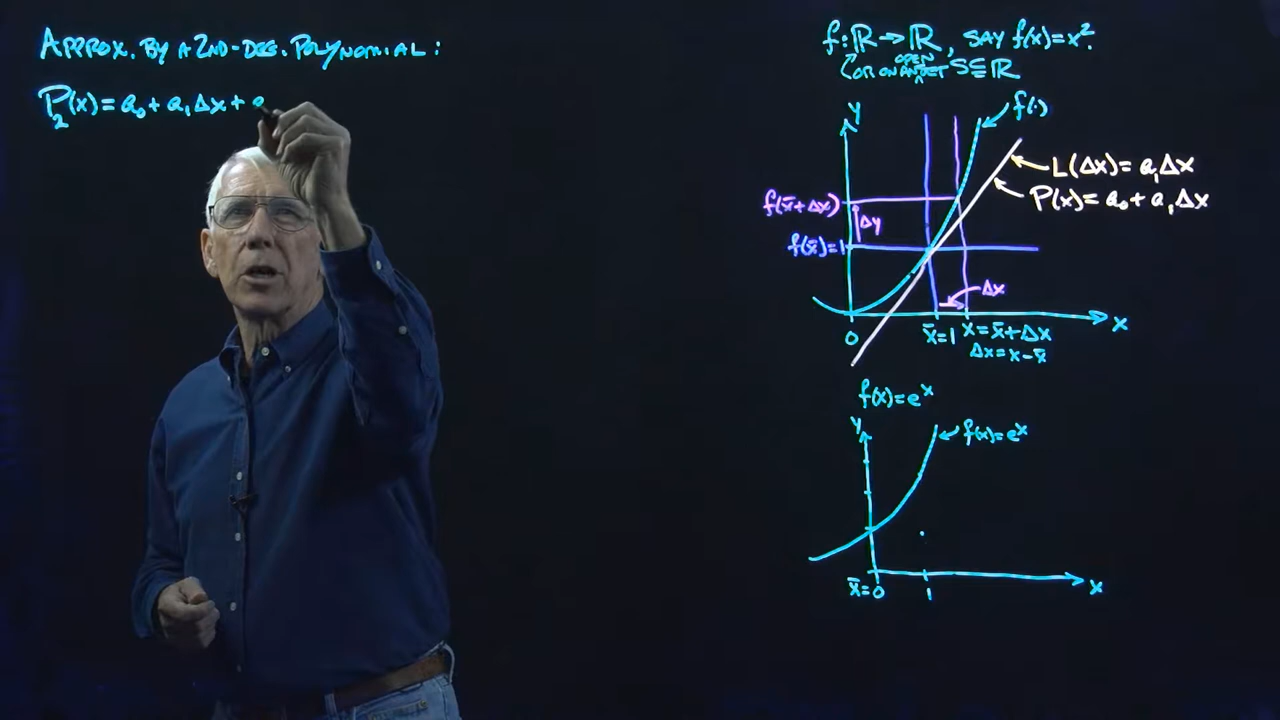 APPROX. BY A 2ND-DEG. POLYNOMIAL:
P₂(x) = a₀ + a₁Δx + a
f: ℝ → ℝ, SAY f(x) = x².
OPEN
OR ON AN SET S ⊆ ℝ
y
f(·)
L(Δx) = a₁Δx
P(x) = a₀ + a₁Δx
f(x̄+Δx)
Δy
f(x̄)=1
Δx
0
x̄=1
x = x̄+Δx
x
Δx = x-x̄
f(x) = eˣ
y
f(x) = eˣ
x̄=0
1
x